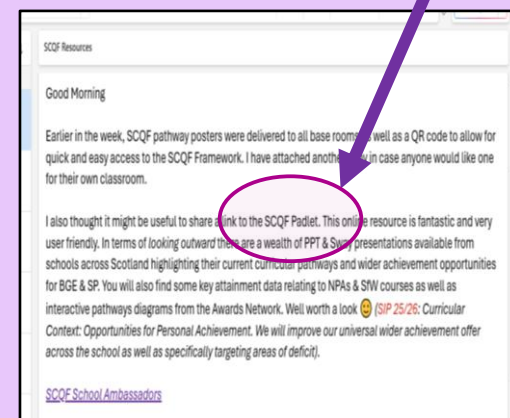 SCQF Resources
Good Morning
Earlier in the week, SCQF pathway posters were delivered to all base rooms as well as a QR code to allow for
quick and easy access to the SCQF Framework. I have attached another in case anyone would like one
for their own classroom.
I also thought it might be useful to share a link to the SCQF Padlet. This online resource is fantastic and very
user friendly. In terms of looking outward there are a wealth of PPT & Sway presentations available from
schools across Scotland highlighting their current curricular pathways and wider achievement opportunities
for BGE & SP. You will also find some key attainment data relating to NPAs & SfW courses as well as
interactive pathways diagrams from the Awards Network. Well worth a look 🙂 (SIP 25/26: Curricular
Context: Opportunities for Personal Achievement. We will improve our universal wider achievement offer
across the school as well as specifically targeting areas of deficit).
SCQF School Ambassadors